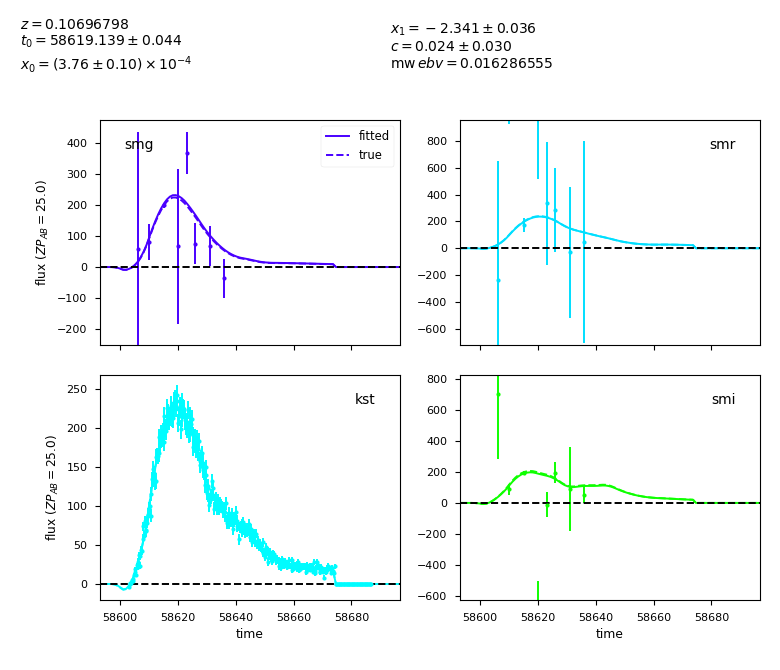 z = 0.10696798
t₀ = 58619.139 ± 0.044
x₀ = (3.76 ± 0.10) × 10⁻⁴
x₁ = −2.341 ± 0.036
c = 0.024 ± 0.030
mw ebv = 0.016286555
smg
fitted
true
400
300
200
100
0
−100
−200
flux (ZP_AB = 25.0)
smr
800
600
400
200
0
−200
−400
−600
kst
250
200
150
100
50
0
flux (ZP_AB = 25.0)
58600 58620 58640 58660 58680
time
smi
800
600
400
200
0
−200
−400
−600
58600 58620 58640 58660 58680
time